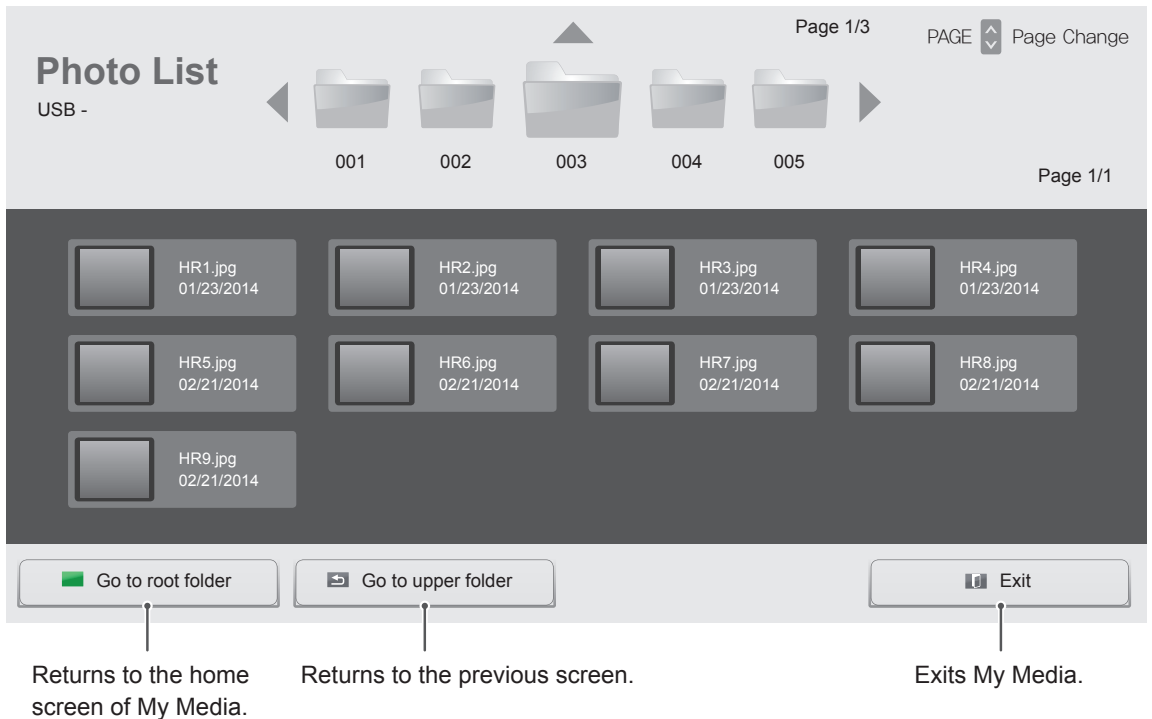 Page 1/3
PAGE Page Change
Photo List
USB -
001 002 003 004 005
Page 1/1
HR1.jpg HR2.jpg HR3.jpg HR4.jpg
01/23/2014 01/23/2014 01/23/2014 01/23/2014
HR5.jpg HR6.jpg HR7.jpg HR8.jpg
02/21/2014 02/21/2014 02/21/2014 02/21/2014
HR9.jpg
02/21/2014
Go to root folder Go to upper folder Exit
Returns to the home Returns to the previous screen. Exits My Media.
screen of My Media.